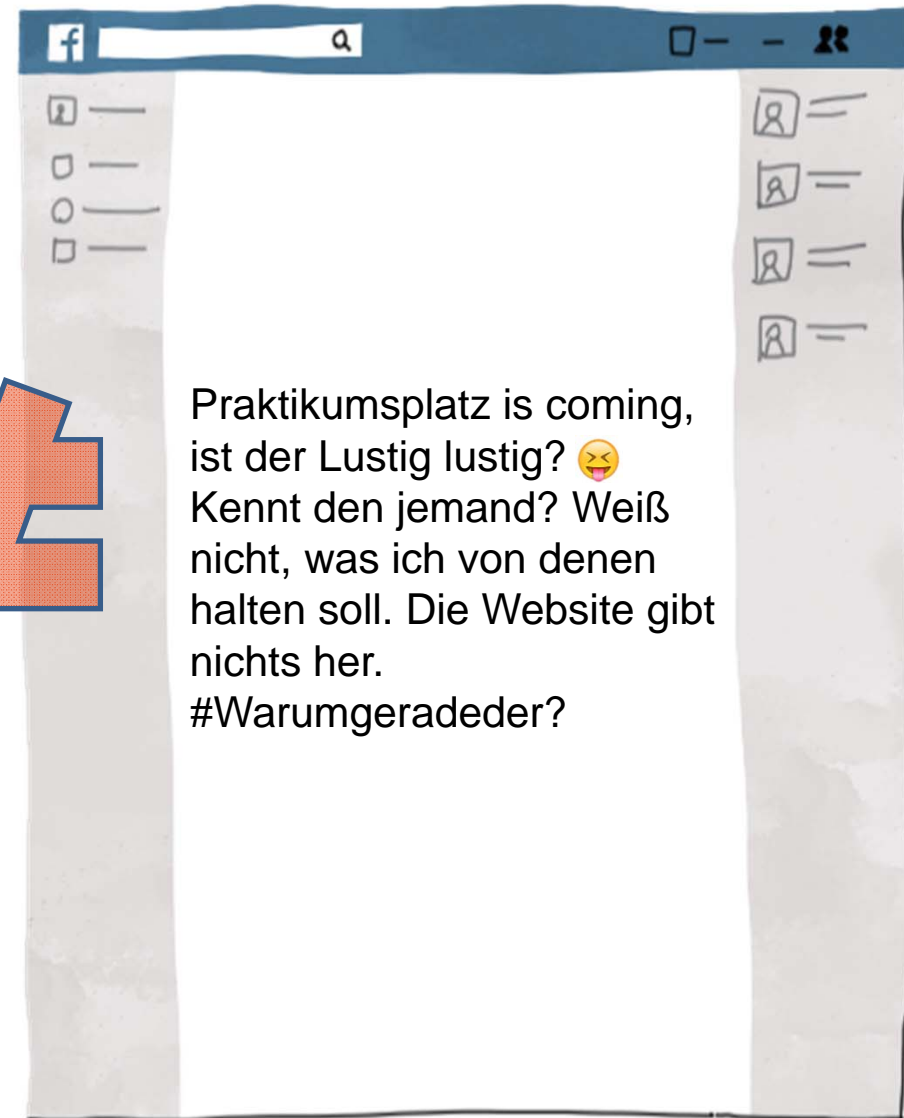 f
Praktikumsplatz is coming,
ist der Lustig lustig? 😝
Kennt den jemand? Weiß
nicht, was ich von denen
halten soll. Die Website gibt
nichts her.
#Warumgeradeder?